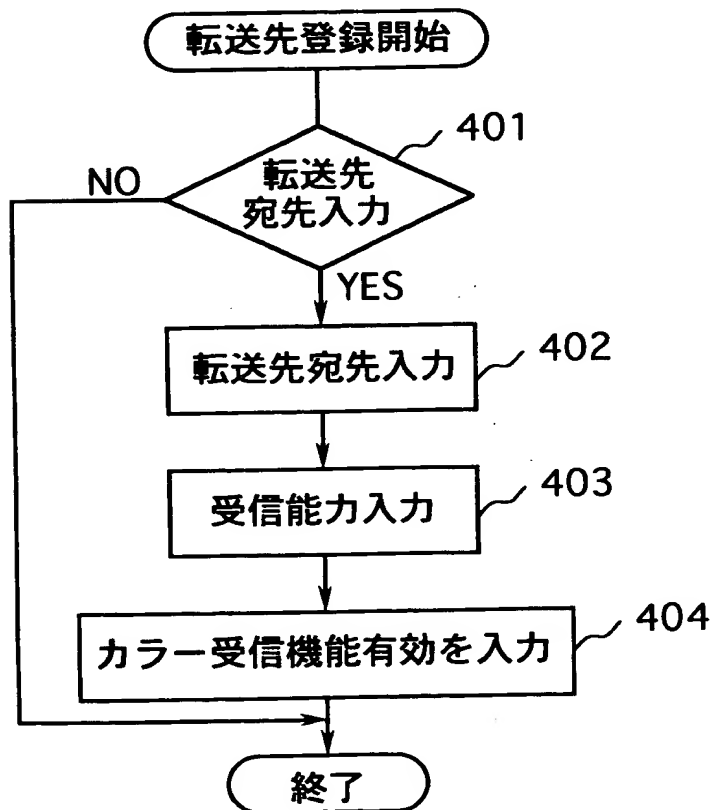 転送先登録開始
401
転送先
宛先入力
NO
YES
転送先宛先入力
402
受信能力入力
403
カラー受信機能有効を入力
404
終了